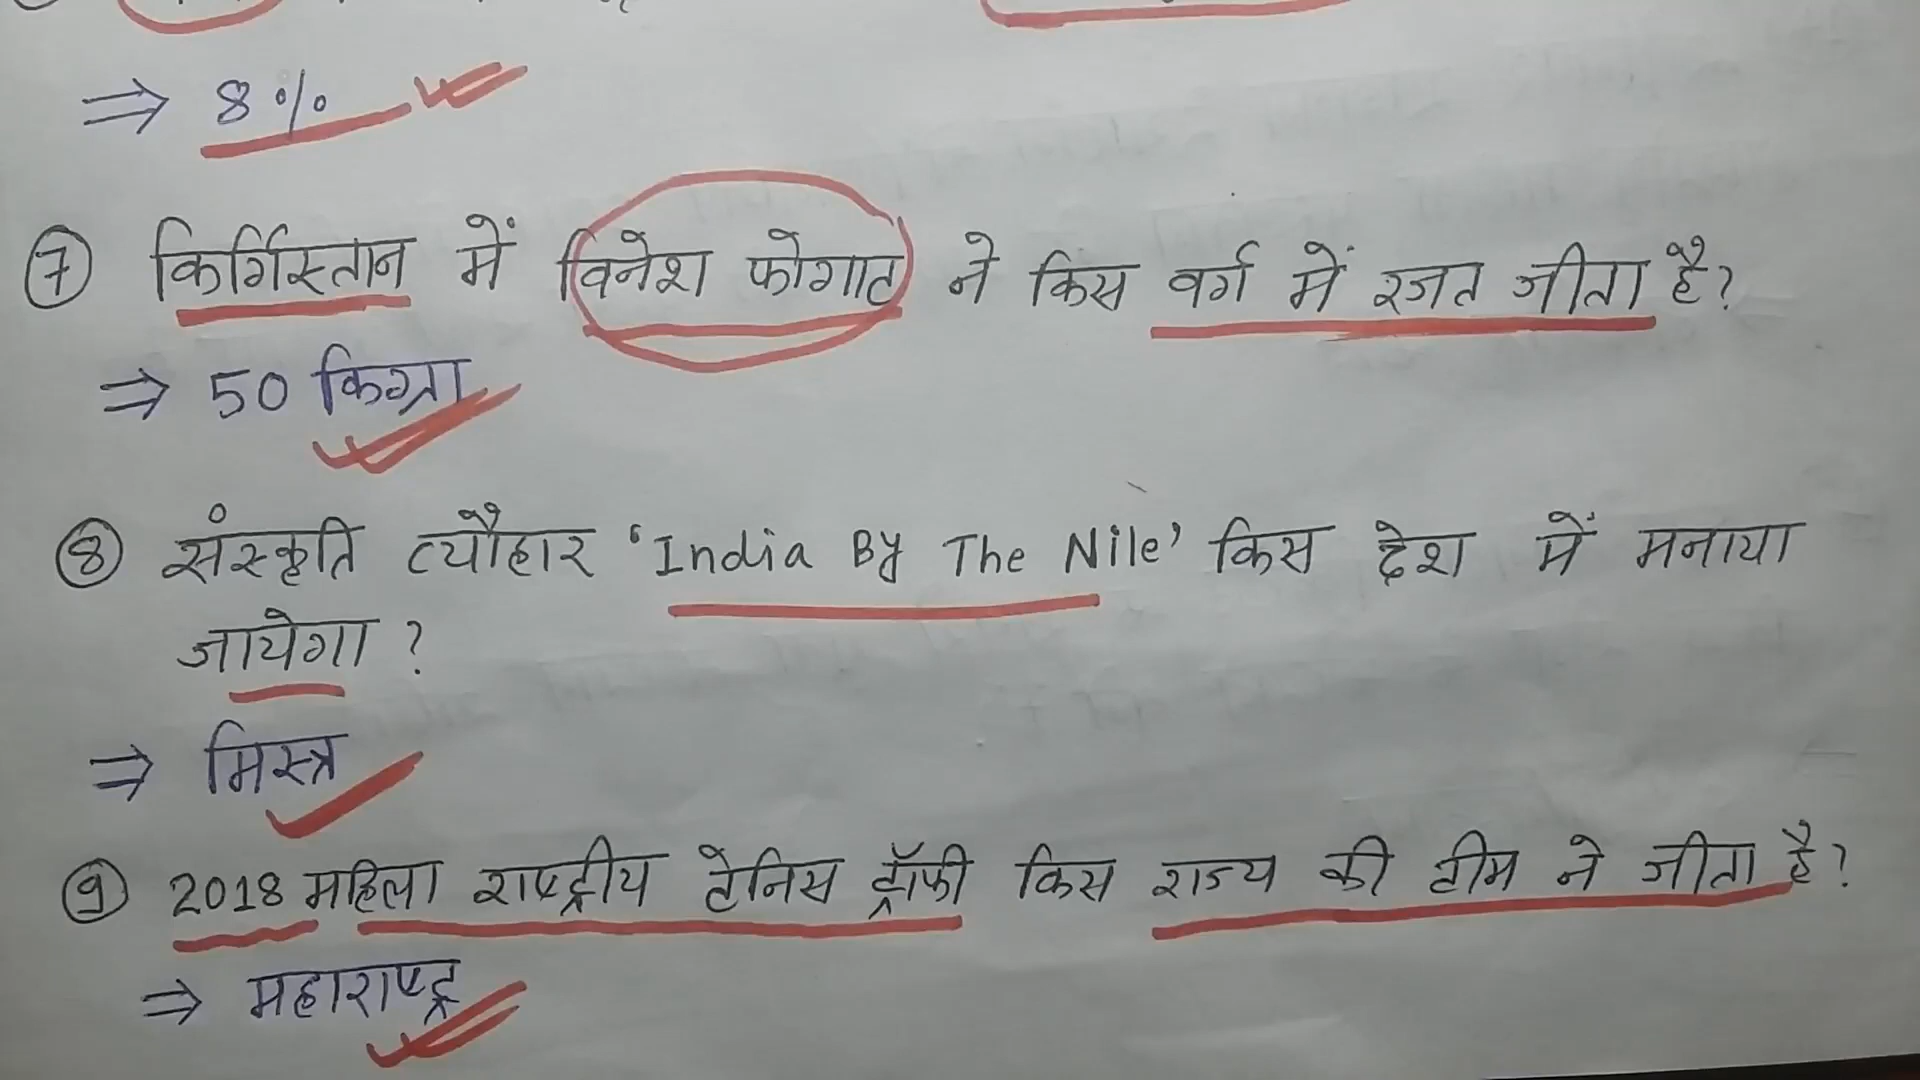 ⇒ 8%
⑦ किर्गिस्तान में विनेश फोगाट ने किस वर्ग में रजत जीता है?
⇒ 50 किग्रा
⑧ संस्कृति त्यौहार 'India By The Nile' किस देश में मनाया
जायेगा ?
⇒ मिस्त्र
⑨ 2018 महिला राष्ट्रीय टेनिस ट्रॉफी किस राज्य की टीम ने जीता है?
⇒ महाराष्ट्र